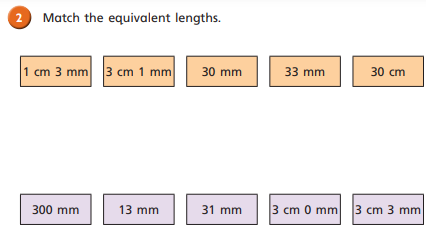 2 Match the equivalent lengths.
1 cm 3 mm 3 cm 1 mm 30 mm 33 mm 30 cm
300 mm 13 mm 31 mm 3 cm 0 mm 3 cm 3 mm